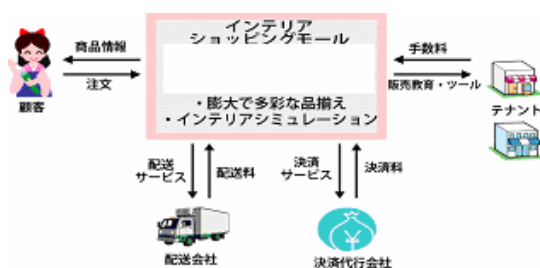 インテリア
ショッピングモール
・膨大で多彩な品揃え
・インテリアシミュレーション
商品情報
注文
顧客
手数料
販売教育・ツール
テナント
配送
サービス
配送料
決済
サービス
決済料
配送会社
決済代行会社